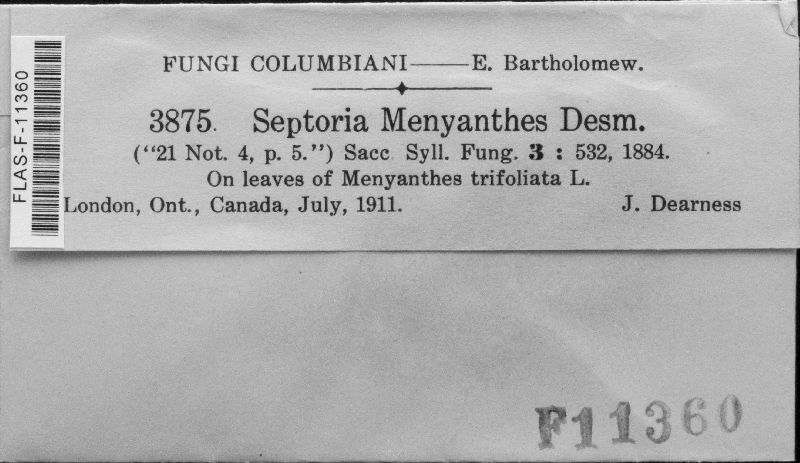 FUNGI COLUMBIANI——E. Bartholomew.
3875. Septoria Menyanthes Desm.
("21 Not. 4, p. 5.") Sacc Syll. Fung. 3 : 532, 1884.
On leaves of Menyanthes trifoliata L.
London, Ont., Canada, July, 1911. J. Dearness
FLAS-F-11360
F11360